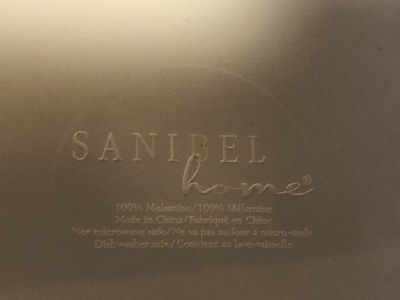 SANIBEL
home®
100% Melamine/100% Mélamine
Made in China/Fabriqué en Chine
Not microwave safe/Ne va pas au four à micro-onde
Dishwasher safe/Convient au lave-vaisselle